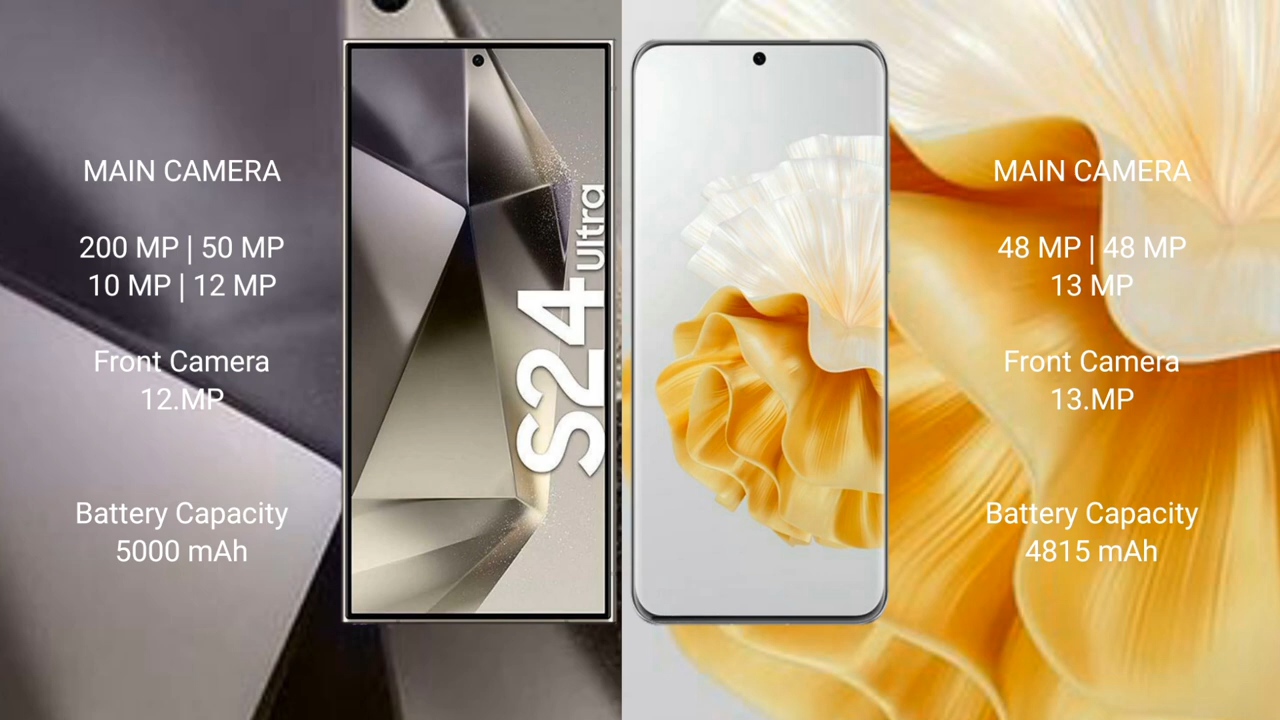 MAIN CAMERA
200 MP | 50 MP
10 MP | 12 MP
Front Camera
12.MP
Battery Capacity
5000 mAh
S24 Ultra
MAIN CAMERA
48 MP | 48 MP
13 MP
Front Camera
13.MP
Battery Capacity
4815 mAh